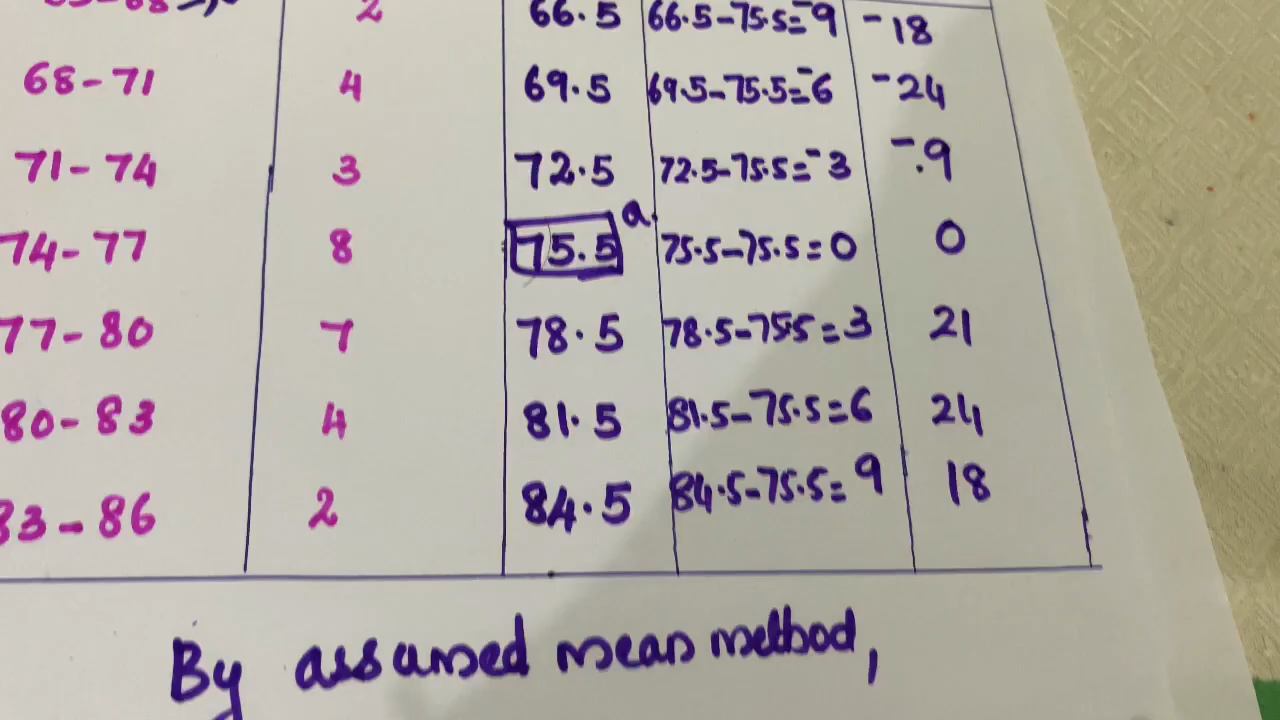 2 66.5 66.5-75.5=-9 -18
68-71 4 69.5 69.5-75.5=-6 -24
71-74 3 72.5 72.5-75.5=-3 -.9
74-77 8 75.5 a 75.5-75.5=0 0
77-80 7 78.5 78.5-75.5=3 21
80-83 4 81.5 81.5-75.5=6 24
83-86 2 84.5 84.5-75.5=9 18
By assumed mean method,